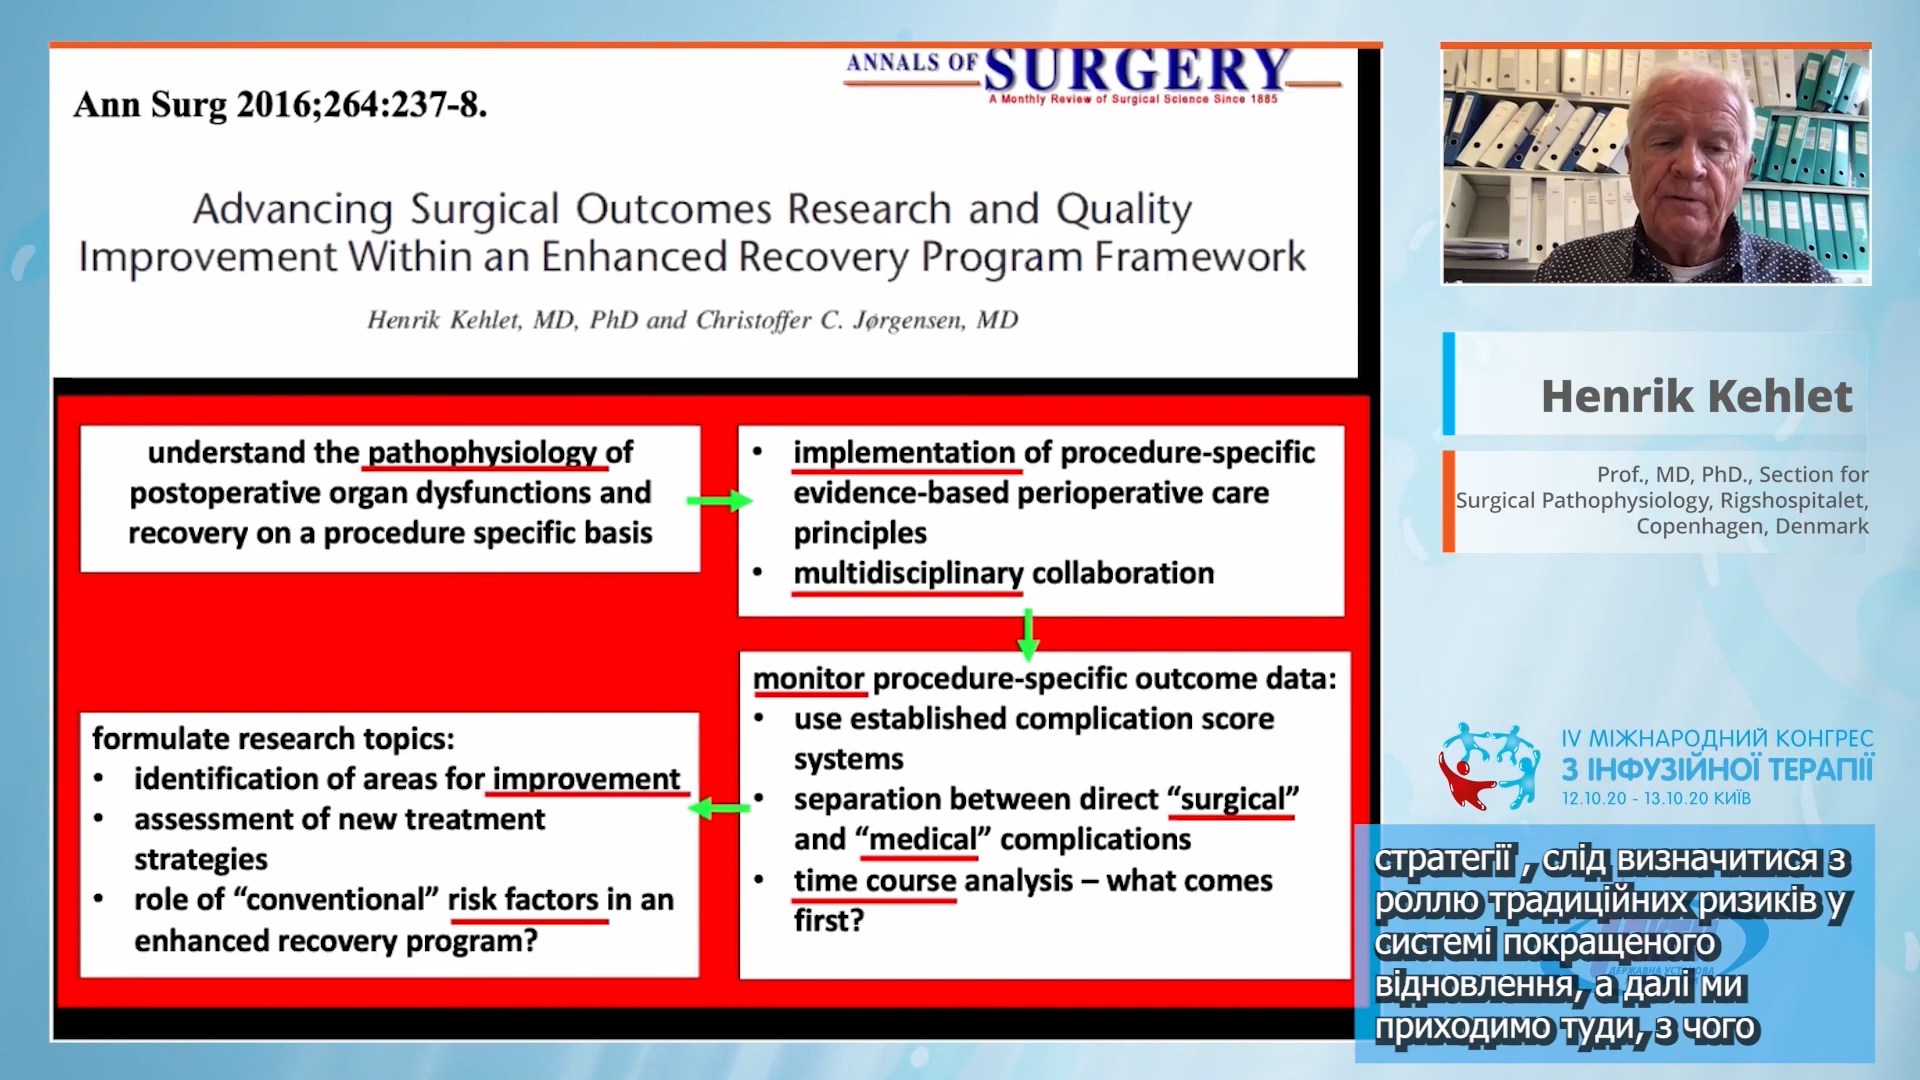 ANNALS OF SURGERY
A Monthly Review of Surgical Science Since 1885
Ann Surg 2016;264:237-8.
Advancing Surgical Outcomes Research and Quality
Improvement Within an Enhanced Recovery Program Framework
Henrik Kehlet, MD, PhD and Christoffer C. Jørgensen, MD
understand the pathophysiology of
postoperative organ dysfunctions and
recovery on a procedure specific basis
• implementation of procedure-specific
evidence-based perioperative care
principles
• multidisciplinary collaboration
monitor procedure-specific outcome data:
• use established complication score
systems
• separation between direct “surgical”
and “medical” complications
• time course analysis – what comes
first?
formulate research topics:
• identification of areas for improvement
• assessment of new treatment
strategies
• role of “conventional” risk factors in an
enhanced recovery program?
Henrik Kehlet
Prof., MD, PhD., Section for
Surgical Pathophysiology, Rigshospitalet,
Copenhagen, Denmark
IV МІЖНАРОДНИЙ КОНГРЕС
З ІНФУЗІЙНОЇ ТЕРАПІЇ
12.10.20 - 13.10.20 КИЇВ
стратегії , слід визначитися з
роллю традиційних ризиків у
системі покращеного
відновлення, а далі ми
приходимо туди, з чого